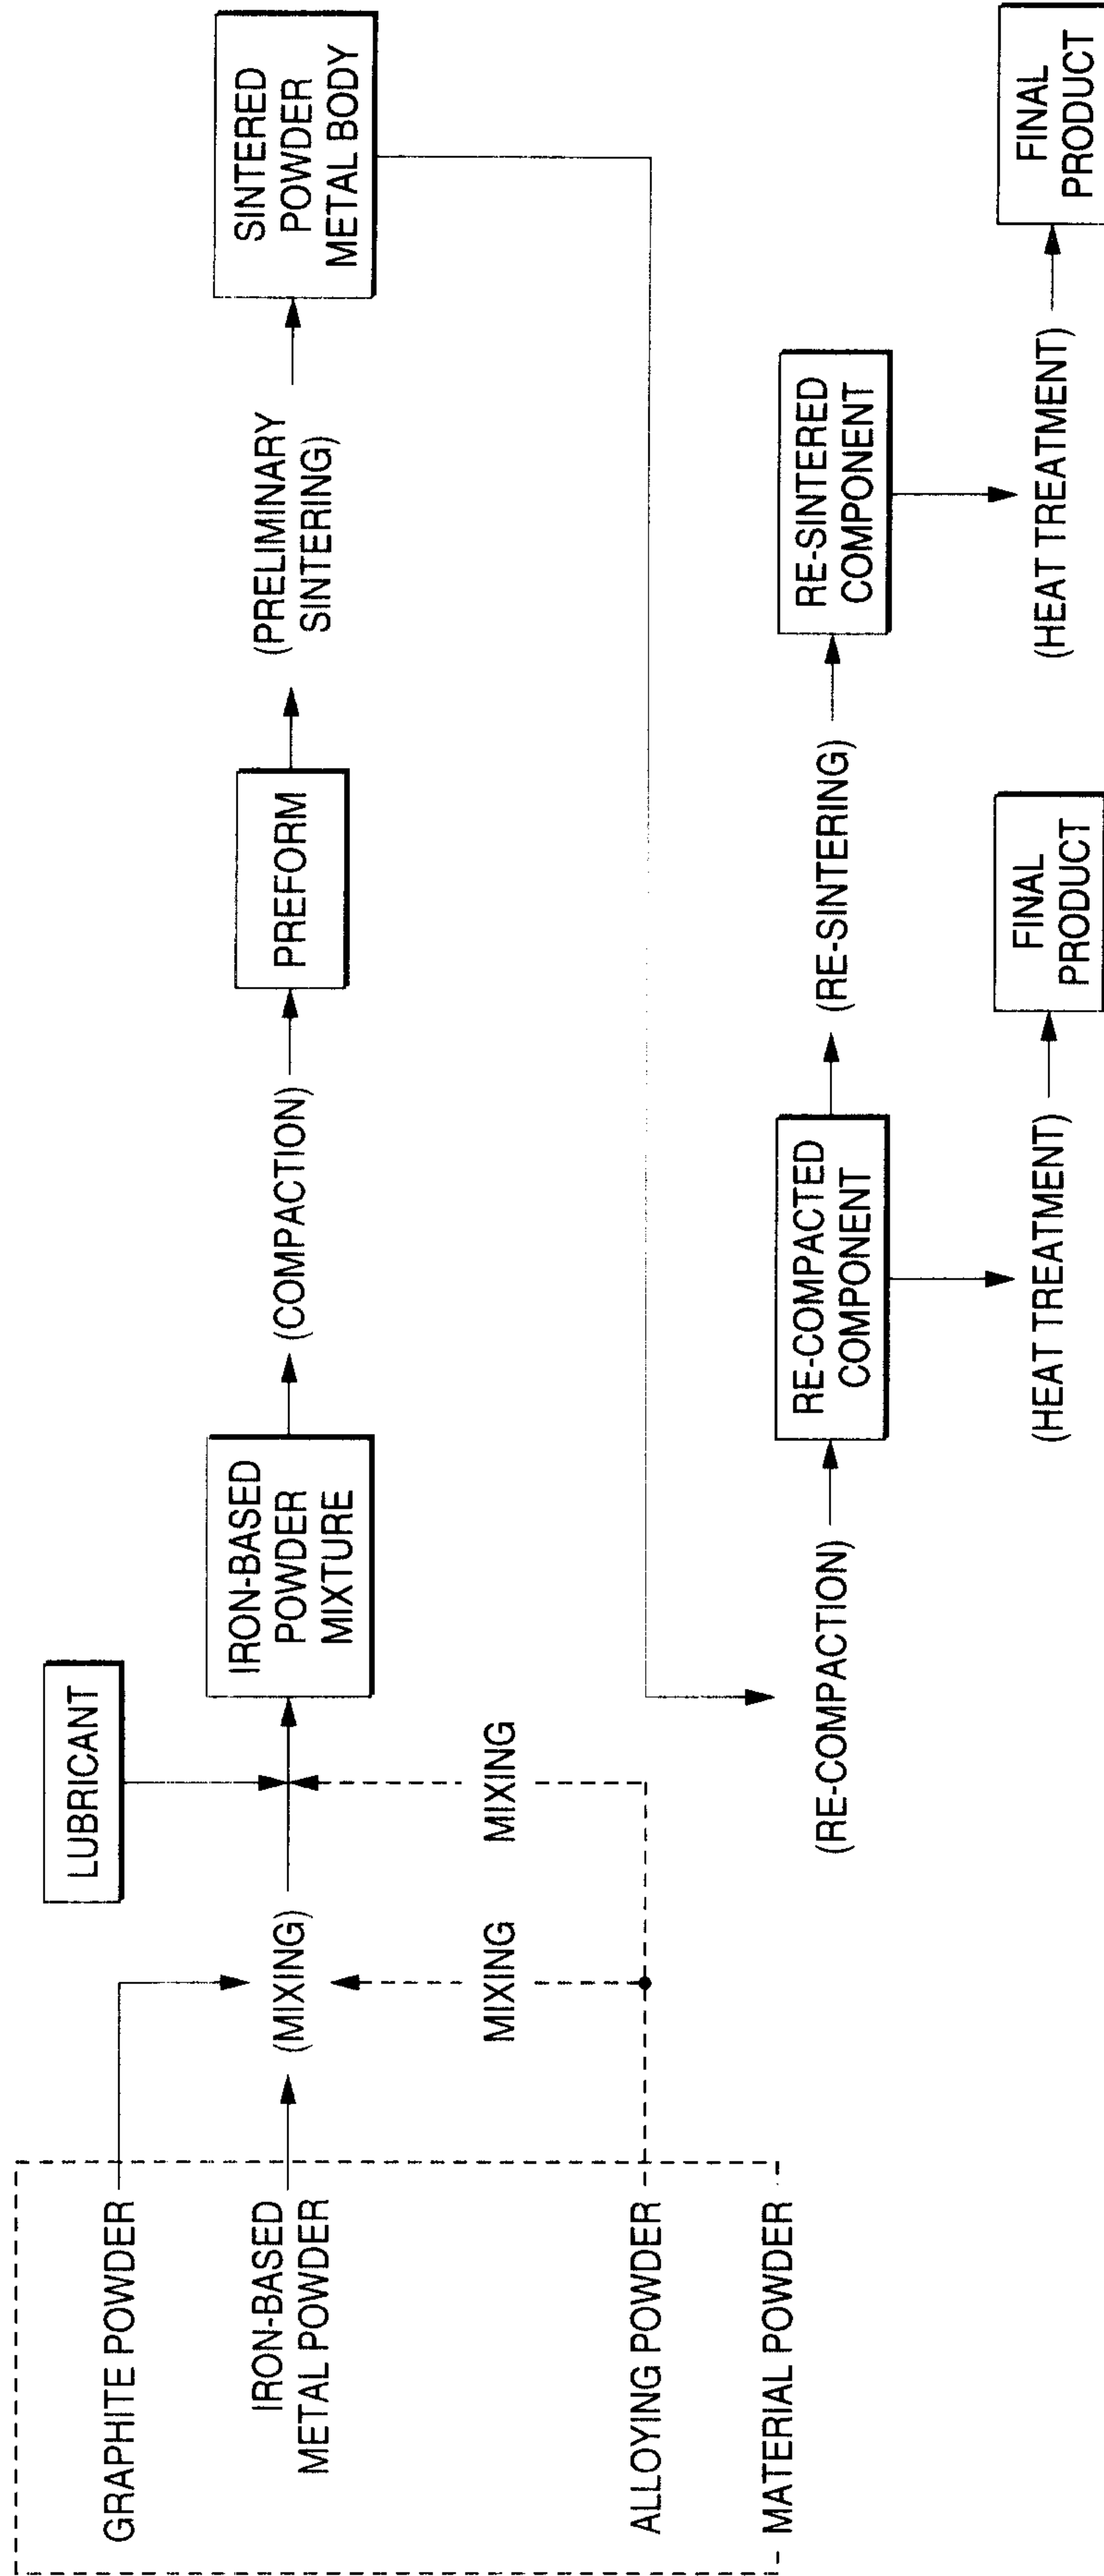 GRAPHITE POWDER
IRON-BASED
METAL POWDER
ALLOYING POWDER
MATERIAL POWDER
(MIXING)
MIXING
MIXING
LUBRICANT
IRON-BASED
POWDER
MIXTURE
(COMPACTION)
PREFORM
(PRELIMINARY
SINTERING)
SINTERED
POWDER
METAL BODY
(RE-COMPACTION)
RE-COMPACTED
COMPONENT
(RE-SINTERING)
RE-SINTERED
COMPONENT
(HEAT TREATMENT)
FINAL
PRODUCT
(HEAT TREATMENT)
FINAL
PRODUCT